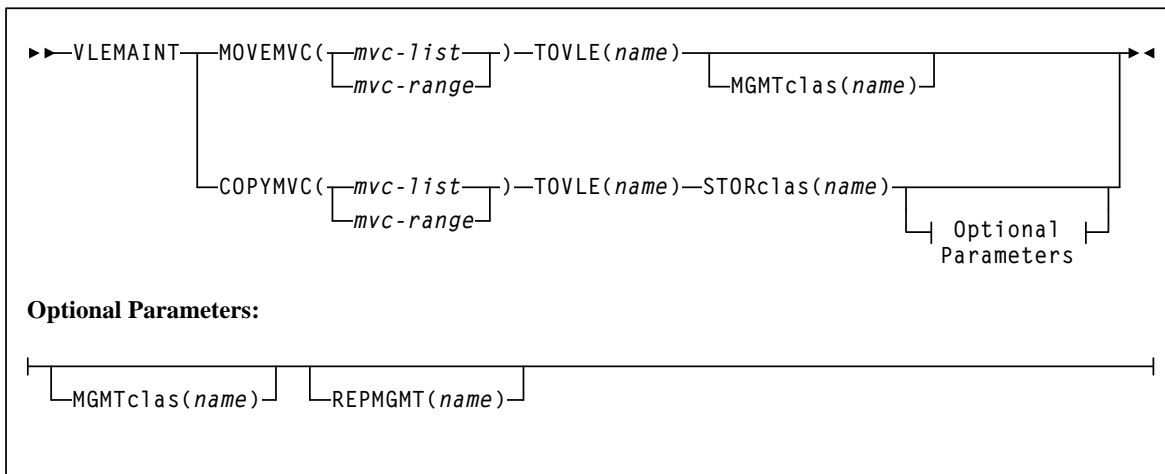 VLEMAINT MOVEMVC( mvc-list ) TOVLE(name)
mvc-range MGMTclas(name)
COPYMVC( mvc-list ) TOVLE(name) STORclas(name)
mvc-range Optional
Parameters
Optional Parameters:
MGMTclas(name) REPMGMT(name)